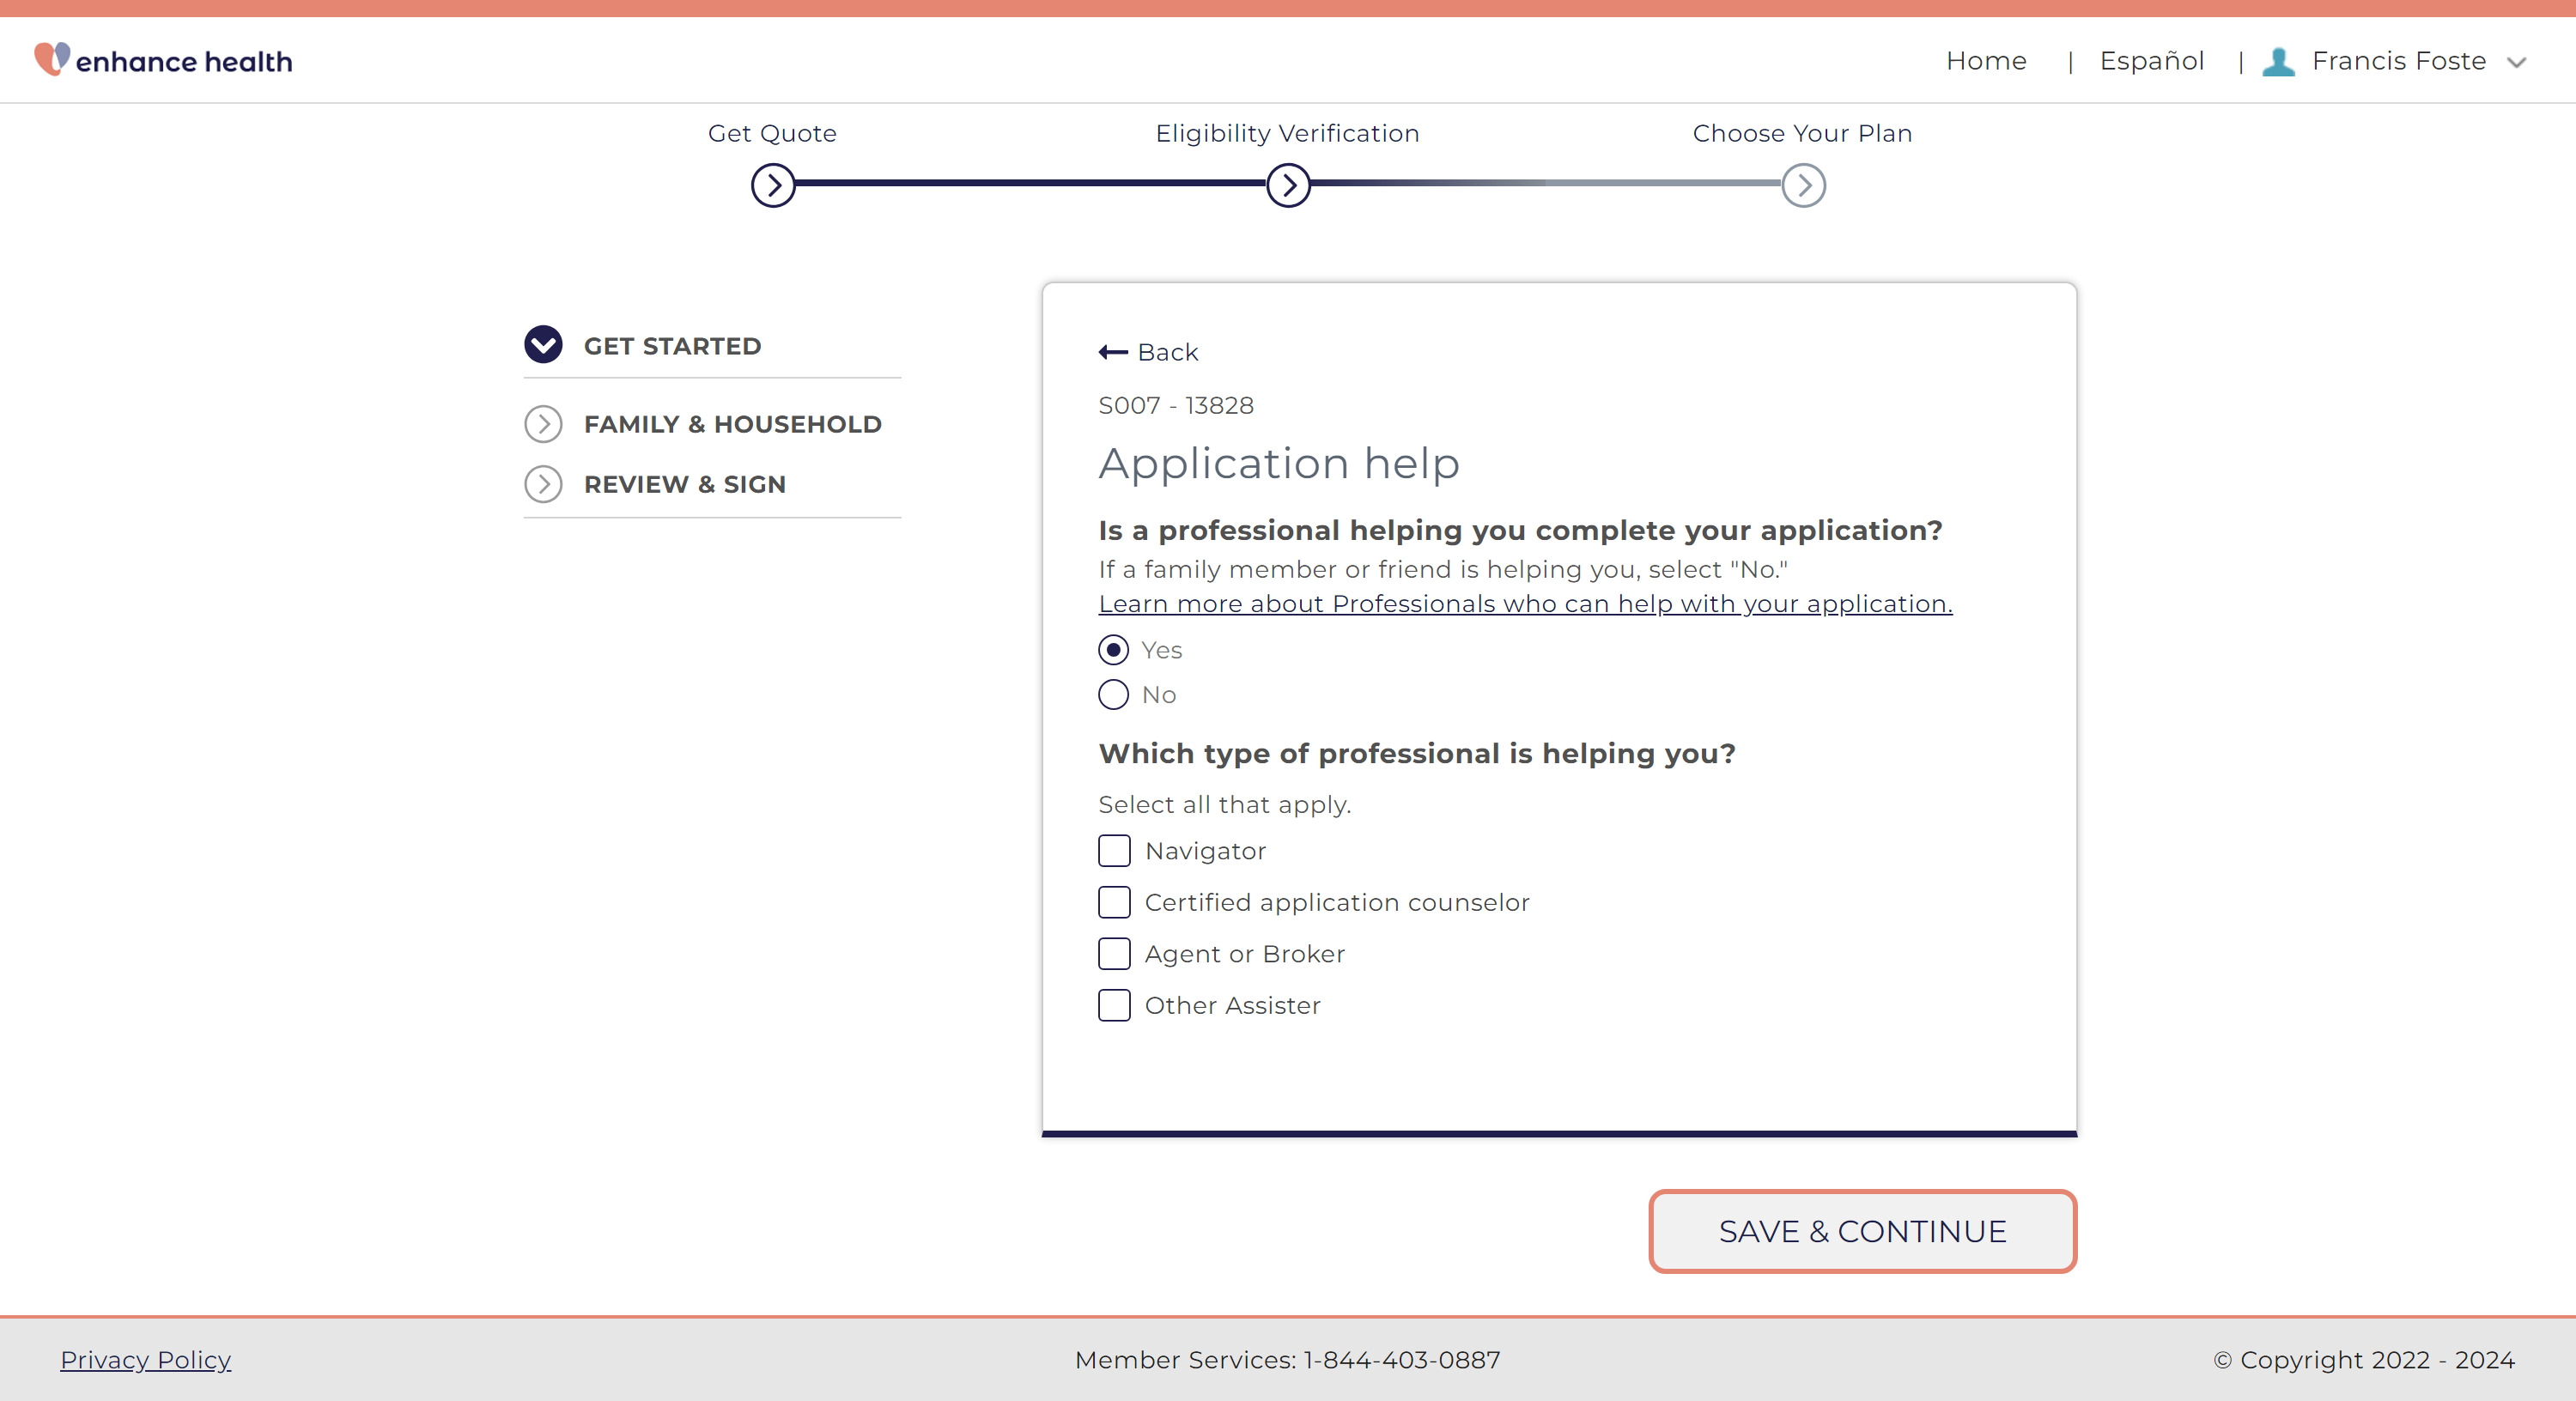 enhance health
Home | Español | Francis Foste
Get Quote
Eligibility Verification
Choose Your Plan
GET STARTED
FAMILY & HOUSEHOLD
REVIEW & SIGN
Back
S007 - 13828
Application help
Is a professional helping you complete your application?
If a family member or friend is helping you, select "No."
Learn more about Professionals who can help with your application.
Yes
No
Which type of professional is helping you?
Select all that apply.
Navigator
Certified application counselor
Agent or Broker
Other Assister
SAVE & CONTINUE
Privacy Policy
Member Services: 1-844-403-0887
© Copyright 2022 - 2024